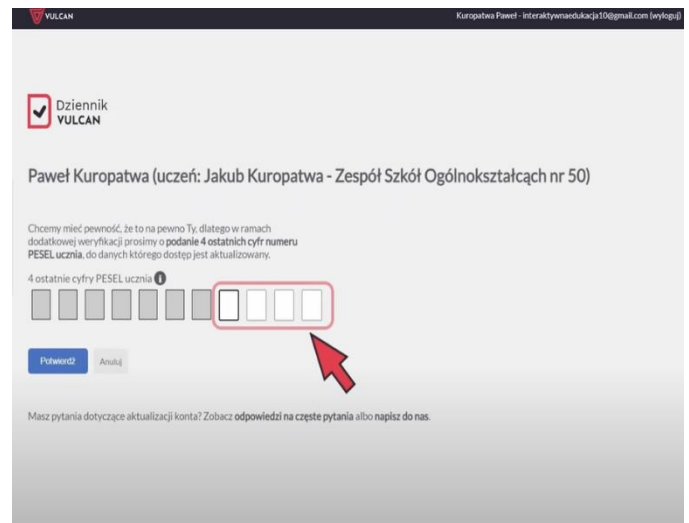 VULCAN
Kuropatwa Paweł - interaktywnaedukacja10@gmail.com (wyloguj)
Dziennik
VULCAN
Paweł Kuropatwa (uczeń: Jakub Kuropatwa - Zespół Szkół Ogólnokształcąch nr 50)
Chcemy mieć pewność, że to na pewno Ty, dlatego w ramach
dodatkowej weryfikacji prosimy o podanie 4 ostatnich cyfr numeru
PESEL ucznia, do danych którego dostęp jest aktualizowany.
4 ostatnie cyfry PESEL ucznia i
Potwierdź
Anuluj
Masz pytania dotyczące aktualizacji konta? Zobacz odpowiedzi na częste pytania albo napisz do nas.